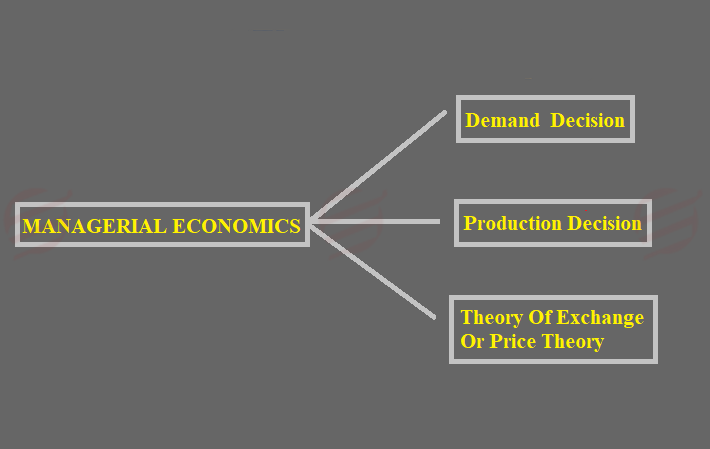 Demand Decision
MANAGERIAL ECONOMICS
Production Decision
Theory Of Exchange
Or Price Theory